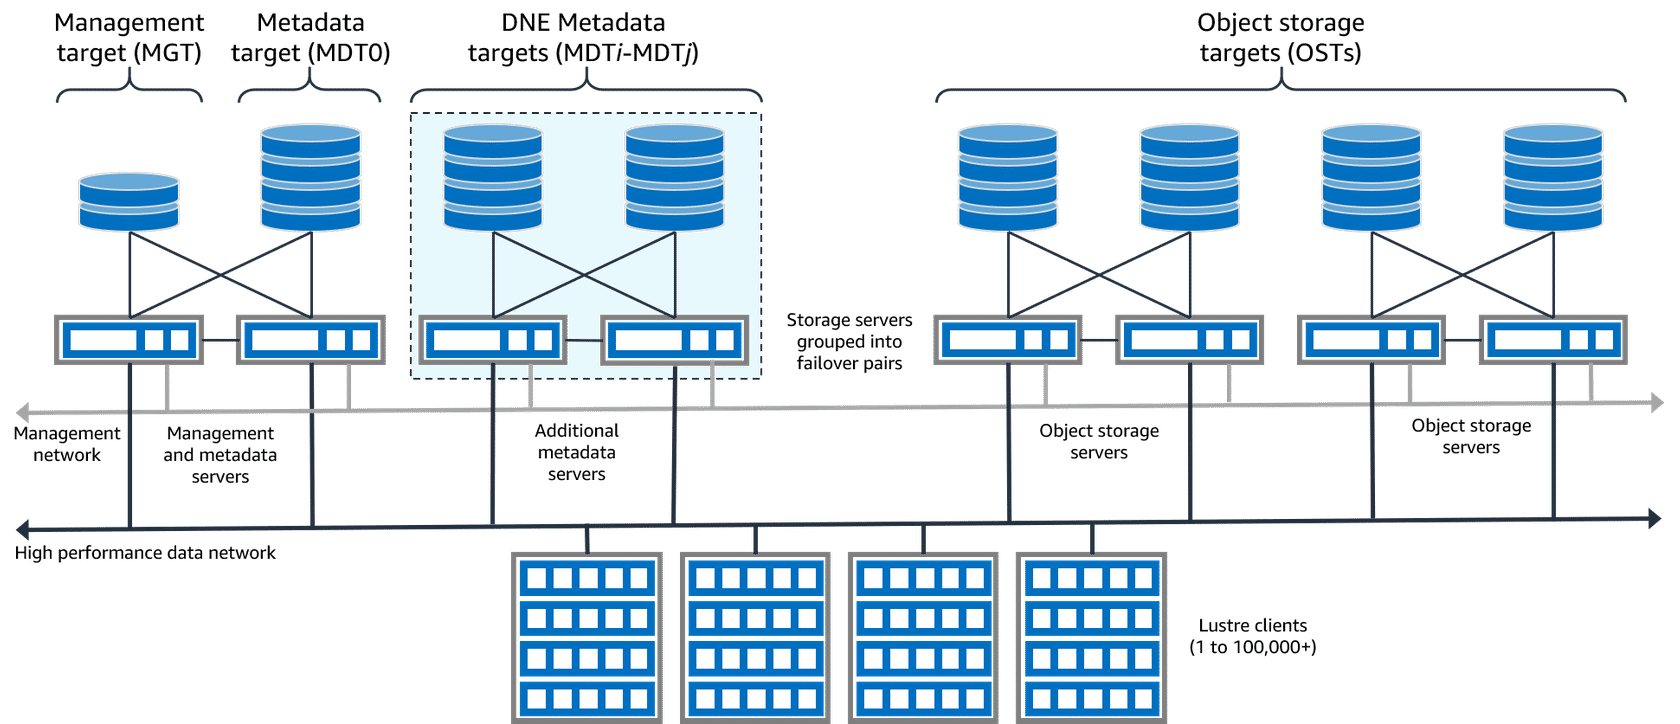 Management
target (MGT)
Metadata
target (MDT0)
DNE Metadata
targets (MDTi-MDTj)
Object storage
targets (OSTs)
Storage servers
grouped into
failover pairs
Management
network
Management
and metadata
servers
Additional
metadata
servers
Object storage
servers
Object storage
servers
High performance data network
Lustre clients
(1 to 100,000+)